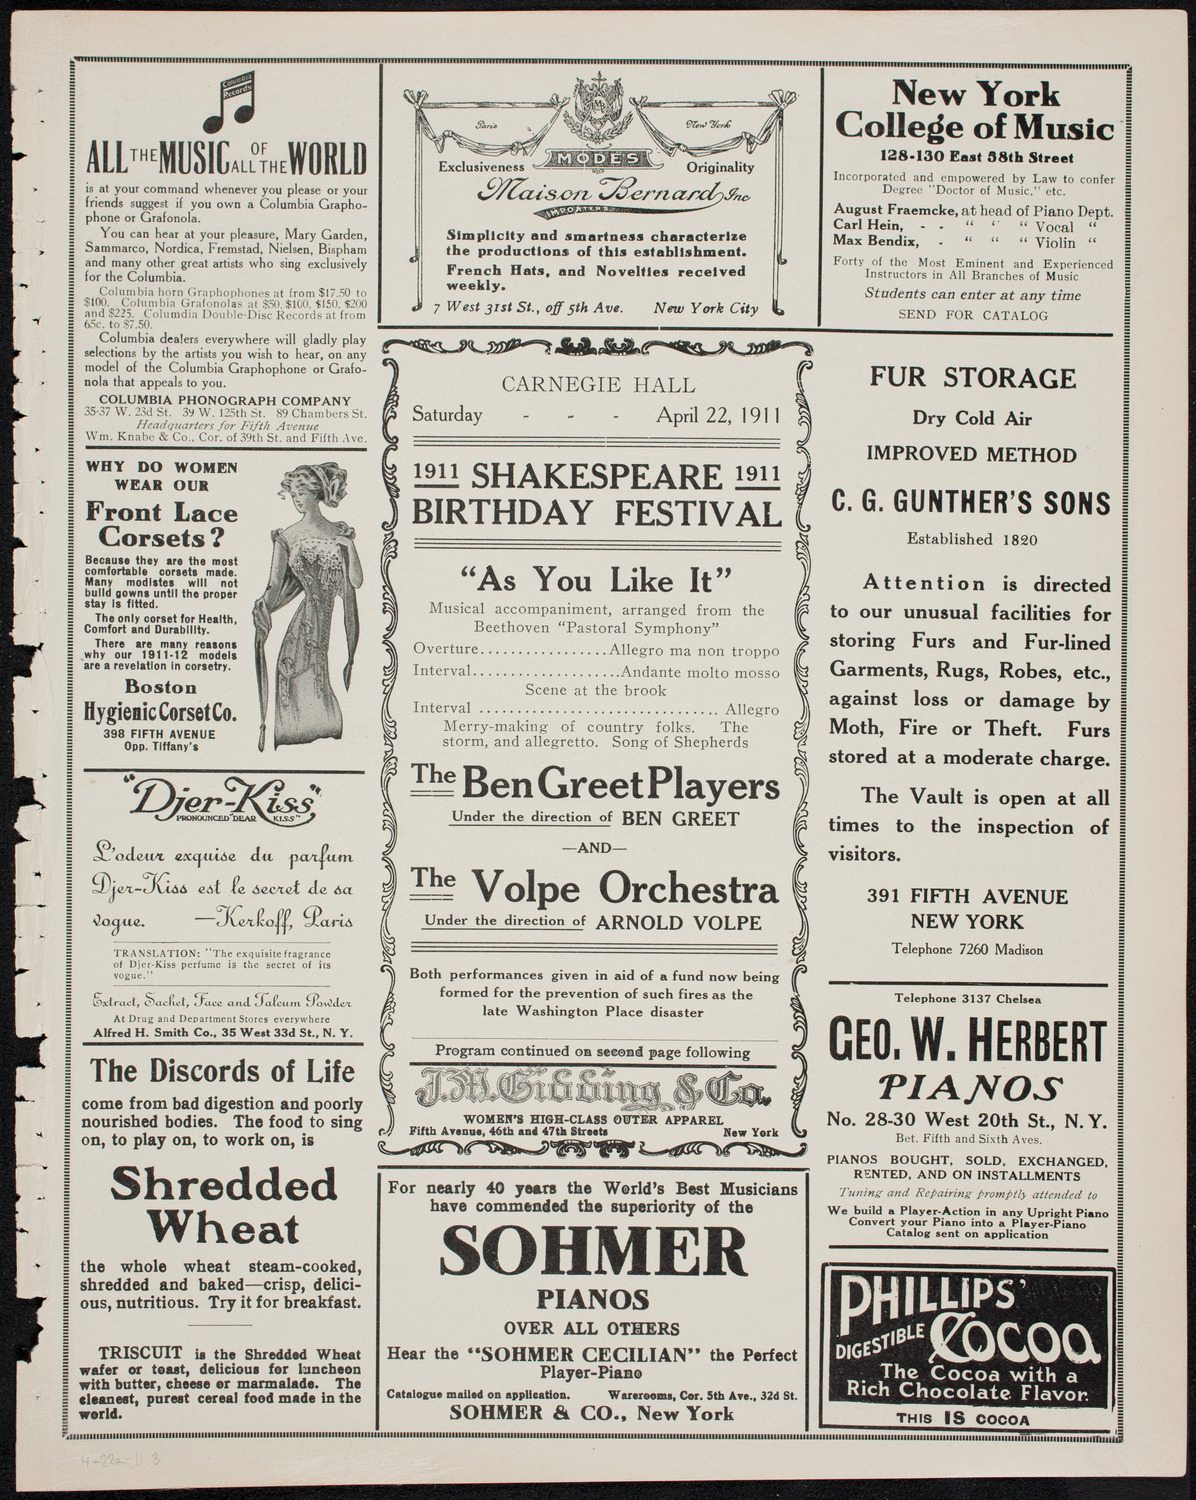 Columbia
Records
ALL THE MUSIC OF ALL THE WORLD
is at your command whenever you please or your
friends suggest if you own a Columbia Grapho-
phone or Grafonola.
You can hear at your pleasure, Mary Garden,
Sammarco, Nordica, Fremstad, Nielsen, Bispham
and many other great artists who sing exclusively
for the Columbia.
Columbia horn Graphophones at from $17.50 to
$100. Columbia Grafonolas at $50, $100, $150, $200
and $225. Columdia Double-Disc Records at from
65c. to $7.50.
Columbia dealers everywhere will gladly play
selections by the artists you wish to hear, on any
model of the Columbia Graphophone or Grafo-
nola that appeals to you.
COLUMBIA PHONOGRAPH COMPANY
35-37 W. 23d St. 39 W. 125th St. 89 Chambers St.
Headquarters for Fifth Avenue
Wm. Knabe & Co., Cor. of 39th St. and Fifth Ave.
WHY DO WOMEN
WEAR OUR
Front Lace
Corsets?
Because they are the most
comfortable corsets made.
Many modistes will not
build gowns until the proper
stay is fitted.
The only corset for Health,
Comfort and Durability.
There are many reasons
why our 1911-12 models
are a revelation in corsetry.
Boston
Hygienic Corset Co.
398 FIFTH AVENUE
Opp. Tiffany's
"Djer-Kiss"
PRONOUNCED "DEAR KISS"
L'odeur exquise du parfum
Djer-Kiss est le secret de sa
vogue. —Kerkoff, Paris
TRANSLATION: "The exquisite fragrance
of Djer-Kiss perfume is the secret of its
vogue."
Extract, Sachet, Face and Talcum Powder
At Drug and Department Stores everywhere
Alfred H. Smith Co., 35 West 33d St., N. Y.
The Discords of Life
come from bad digestion and poorly
nourished bodies. The food to sing
on, to play on, to work on, is
Shredded
Wheat
the whole wheat steam-cooked,
shredded and baked—crisp, delici-
ous, nutritious. Try it for breakfast.
TRISCUIT is the Shredded Wheat
wafer or toast, delicious for luncheon
with butter, cheese or marmalade. The
cleanest, purest cereal food made in the
world.
Paris New York
MODES
Exclusiveness Originality
Maison Bernard Inc
IMPORTERS
Simplicity and smartness characterize
the productions of this establishment.
French Hats, and Novelties received
weekly.
7 West 31st St., off 5th Ave. New York City
CARNEGIE HALL
Saturday - - - April 22, 1911
1911 SHAKESPEARE 1911
BIRTHDAY FESTIVAL
"As You Like It"
Musical accompaniment, arranged from the
Beethoven "Pastoral Symphony"
Overture.................Allegro ma non troppo
Interval....................Andante molto mosso
Scene at the brook
Interval ................................ Allegro
Merry-making of country folks. The
storm, and allegretto. Song of Shepherds
The Ben Greet Players
Under the direction of BEN GREET
—AND—
The Volpe Orchestra
Under the direction of ARNOLD VOLPE
Both performances given in aid of a fund now being
formed for the prevention of such fires as the
late Washington Place disaster
Program continued on second page following
J. M. Gidding & Co.
WOMEN'S HIGH-CLASS OUTER APPAREL
Fifth Avenue, 46th and 47th Streets New York
For nearly 40 years the World's Best Musicians
have commended the superiority of the
SOHMER
PIANOS
OVER ALL OTHERS
Hear the "SOHMER CECILIAN" the Perfect
Player-Piano
Catalogue mailed on application. Warerooms, Cor. 5th Ave., 32d St.
SOHMER & CO., New York
New York
College of Music
128-130 East 58th Street
Incorporated and empowered by Law to confer
Degree "Doctor of Music," etc.
August Fraemcke, at head of Piano Dept.
Carl Hein, - - " " " Vocal "
Max Bendix, - " " " Violin "
Forty of the Most Eminent and Experienced
Instructors in All Branches of Music
Students can enter at any time
SEND FOR CATALOG
FUR STORAGE
Dry Cold Air
IMPROVED METHOD
C. G. GUNTHER'S SONS
Established 1820
Attention is directed
to our unusual facilities for
storing Furs and Fur-lined
Garments, Rugs, Robes, etc.,
against loss or damage by
Moth, Fire or Theft. Furs
stored at a moderate charge.
The Vault is open at all
times to the inspection of
visitors.
391 FIFTH AVENUE
NEW YORK
Telephone 7260 Madison
Telephone 3137 Chelsea
GEO. W. HERBERT
PIANOS
No. 28-30 West 20th St., N. Y.
Bet. Fifth and Sixth Aves.
PIANOS BOUGHT, SOLD, EXCHANGED,
RENTED, AND ON INSTALLMENTS
Tuning and Repairing promptly attended to
We build a Player-Action in any Upright Piano
Convert your Piano into a Player-Piano
Catalog sent on application
PHILLIPS'
DIGESTIBLE COCOA
The Cocoa with a
Rich Chocolate Flavor.
THIS IS COCOA
4-22a-11.3